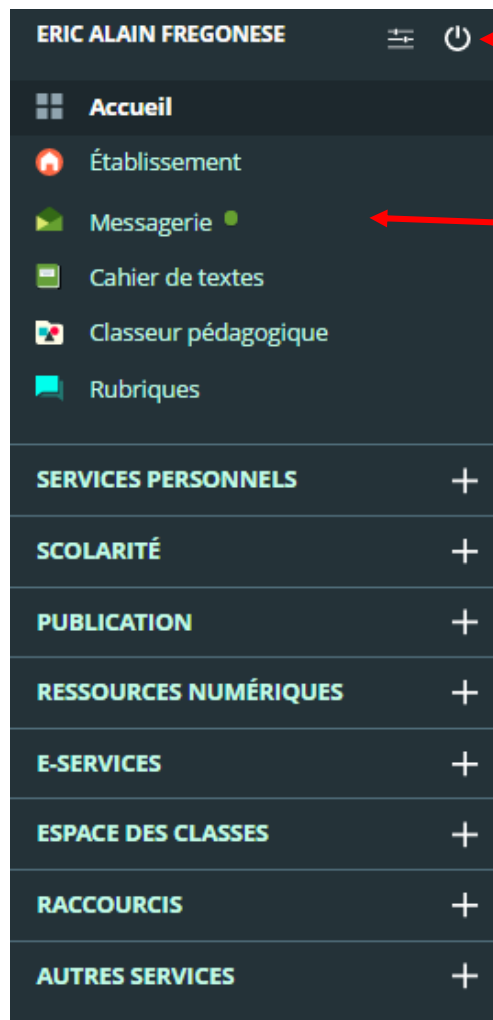 ERIC ALAIN FREGONESE
Accueil
Établissement
Messagerie
Cahier de textes
Classeur pédagogique
Rubriques
SERVICES PERSONNELS
SCOLARITÉ
PUBLICATION
RESSOURCES NUMÉRIQUES
E-SERVICES
ESPACE DES CLASSES
RACCOURCIS
AUTRES SERVICES